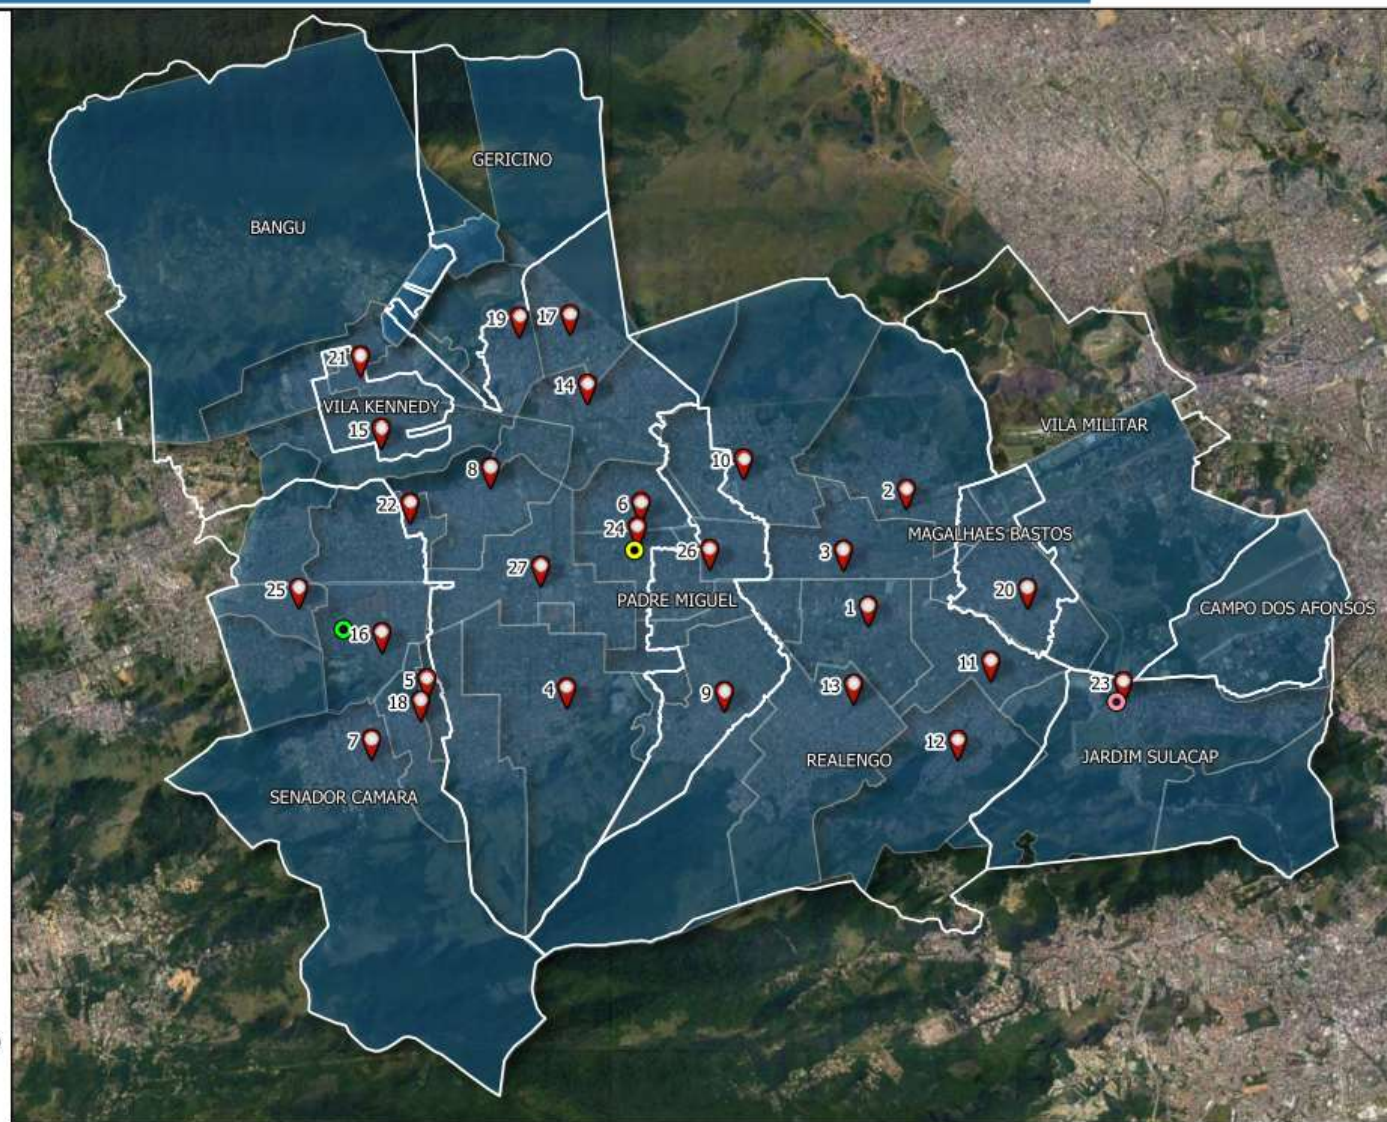 GERICINO
BANGU
19
17
21
14
VILA KENNEDY
15
VILA MILITAR
10
8
2
22
6
24
MAGALHAES BASTOS
26
3
27
25
20
PADRE MIGUEL
1
CAMPO DOS AFONSOS
16
11
5
4
9
13
23
18
7
12
REALENGO
JARDIM SULACAP
SENADOR CAMARA